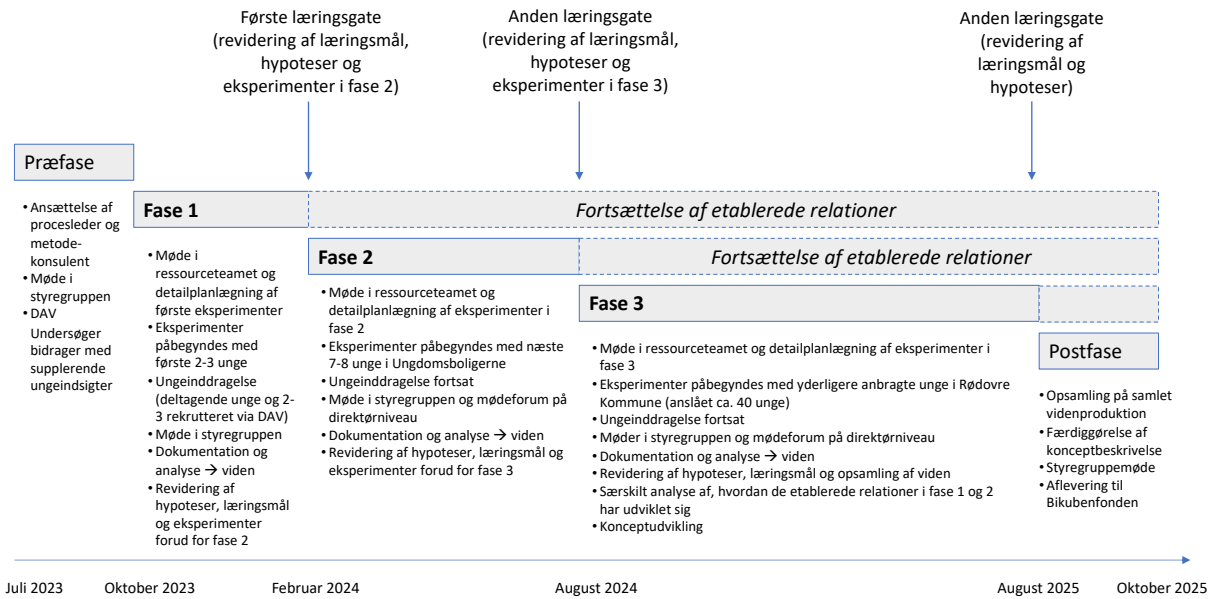 Første læringsgate
(revidering af læringsmål,
hypoteser og
eksperimenter i fase 2)
Anden læringsgate
(revidering af læringsmål,
hypoteser og
eksperimenter i fase 3)
Anden læringsgate
(revidering af
læringsmål og
hypoteser)
Præfase
• Ansættelse af
procesleder og
metode-
konsulent
• Møde i
styregruppen
• DAV
Undersøger
bidrager med
supplerende
ungeindsigter
Fase 1
Fortsættelse af etablerede relationer
• Møde i
ressourceteamet og
detailplanlægning af
første eksperimenter
• Eksperimenter
påbegyndes med
første 2-3 unge
• Ungeinddragelse
(deltagende unge og 2-
3 rekrutteret via DAV)
• Møde i styregruppen
• Dokumentation og
analyse → viden
• Revidering af
hypoteser, læringsmål
og eksperimenter
forud for fase 2
Fase 2
Fortsættelse af etablerede relationer
• Møde i ressourceteamet og
detailplanlægning af eksperimenter i
fase 2
• Eksperimenter påbegyndes med næste
7-8 unge i Ungdomsboligerne
• Ungeinddragelse fortsat
• Møde i styregruppen og mødeforum på
direktørniveau
• Dokumentation og analyse → viden
• Revidering af hypoteser, læringsmål og
eksperimenter forud for fase 3
Fase 3
• Møde i ressourceteamet og detailplanlægning af eksperimenter i
fase 3
• Eksperimenter påbegyndes med yderligere anbragte unge i Rødovre
Kommune (anslået ca. 40 unge)
• Ungeinddragelse fortsat
• Møder i styregruppen og mødeforum på direktørniveau
• Dokumentation og analyse → viden
• Revidering af hypoteser, læringsmål og opsamling af viden
• Særskilt analyse af, hvordan de etablerede relationer i fase 1 og 2
har udviklet sig
• Konceptudvikling
Postfase
• Opsamling på samlet
videnproduktion
• Færdiggørelse af
konceptbeskrivelse
• Styregruppemøde
• Aflevering til
Bikubenfonden
Juli 2023
Oktober 2023
Februar 2024
August 2024
August 2025
Oktober 2025